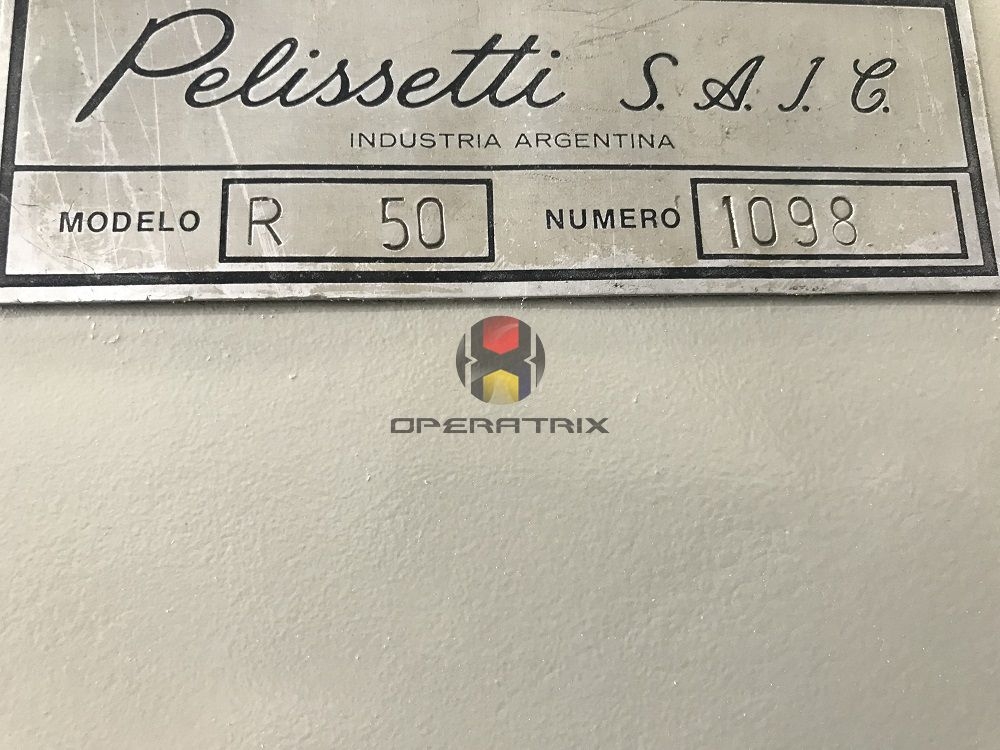 Pelissetti S. A. I. C.
INDUSTRIA ARGENTINA
MODELO R 50 NUMERO 1098
OPERATRIX